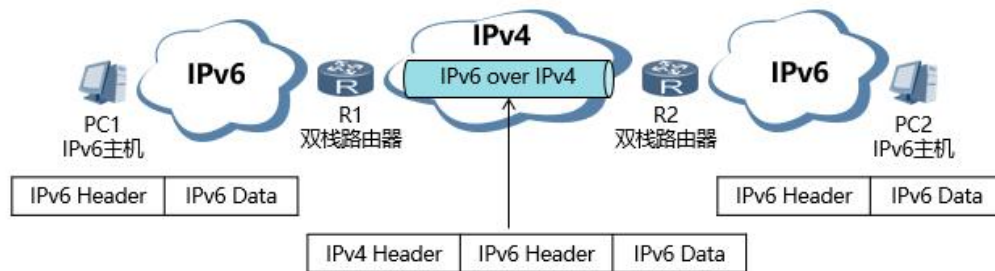 IPv4
IPv6
IPv6 over IPv4
IPv6
R
R
PC1
IPv6主机
R1
双栈路由器
R2
双栈路由器
PC2
IPv6主机
IPv6 Header
IPv6 Data
IPv6 Header
IPv6 Data
IPv4 Header
IPv6 Header
IPv6 Data